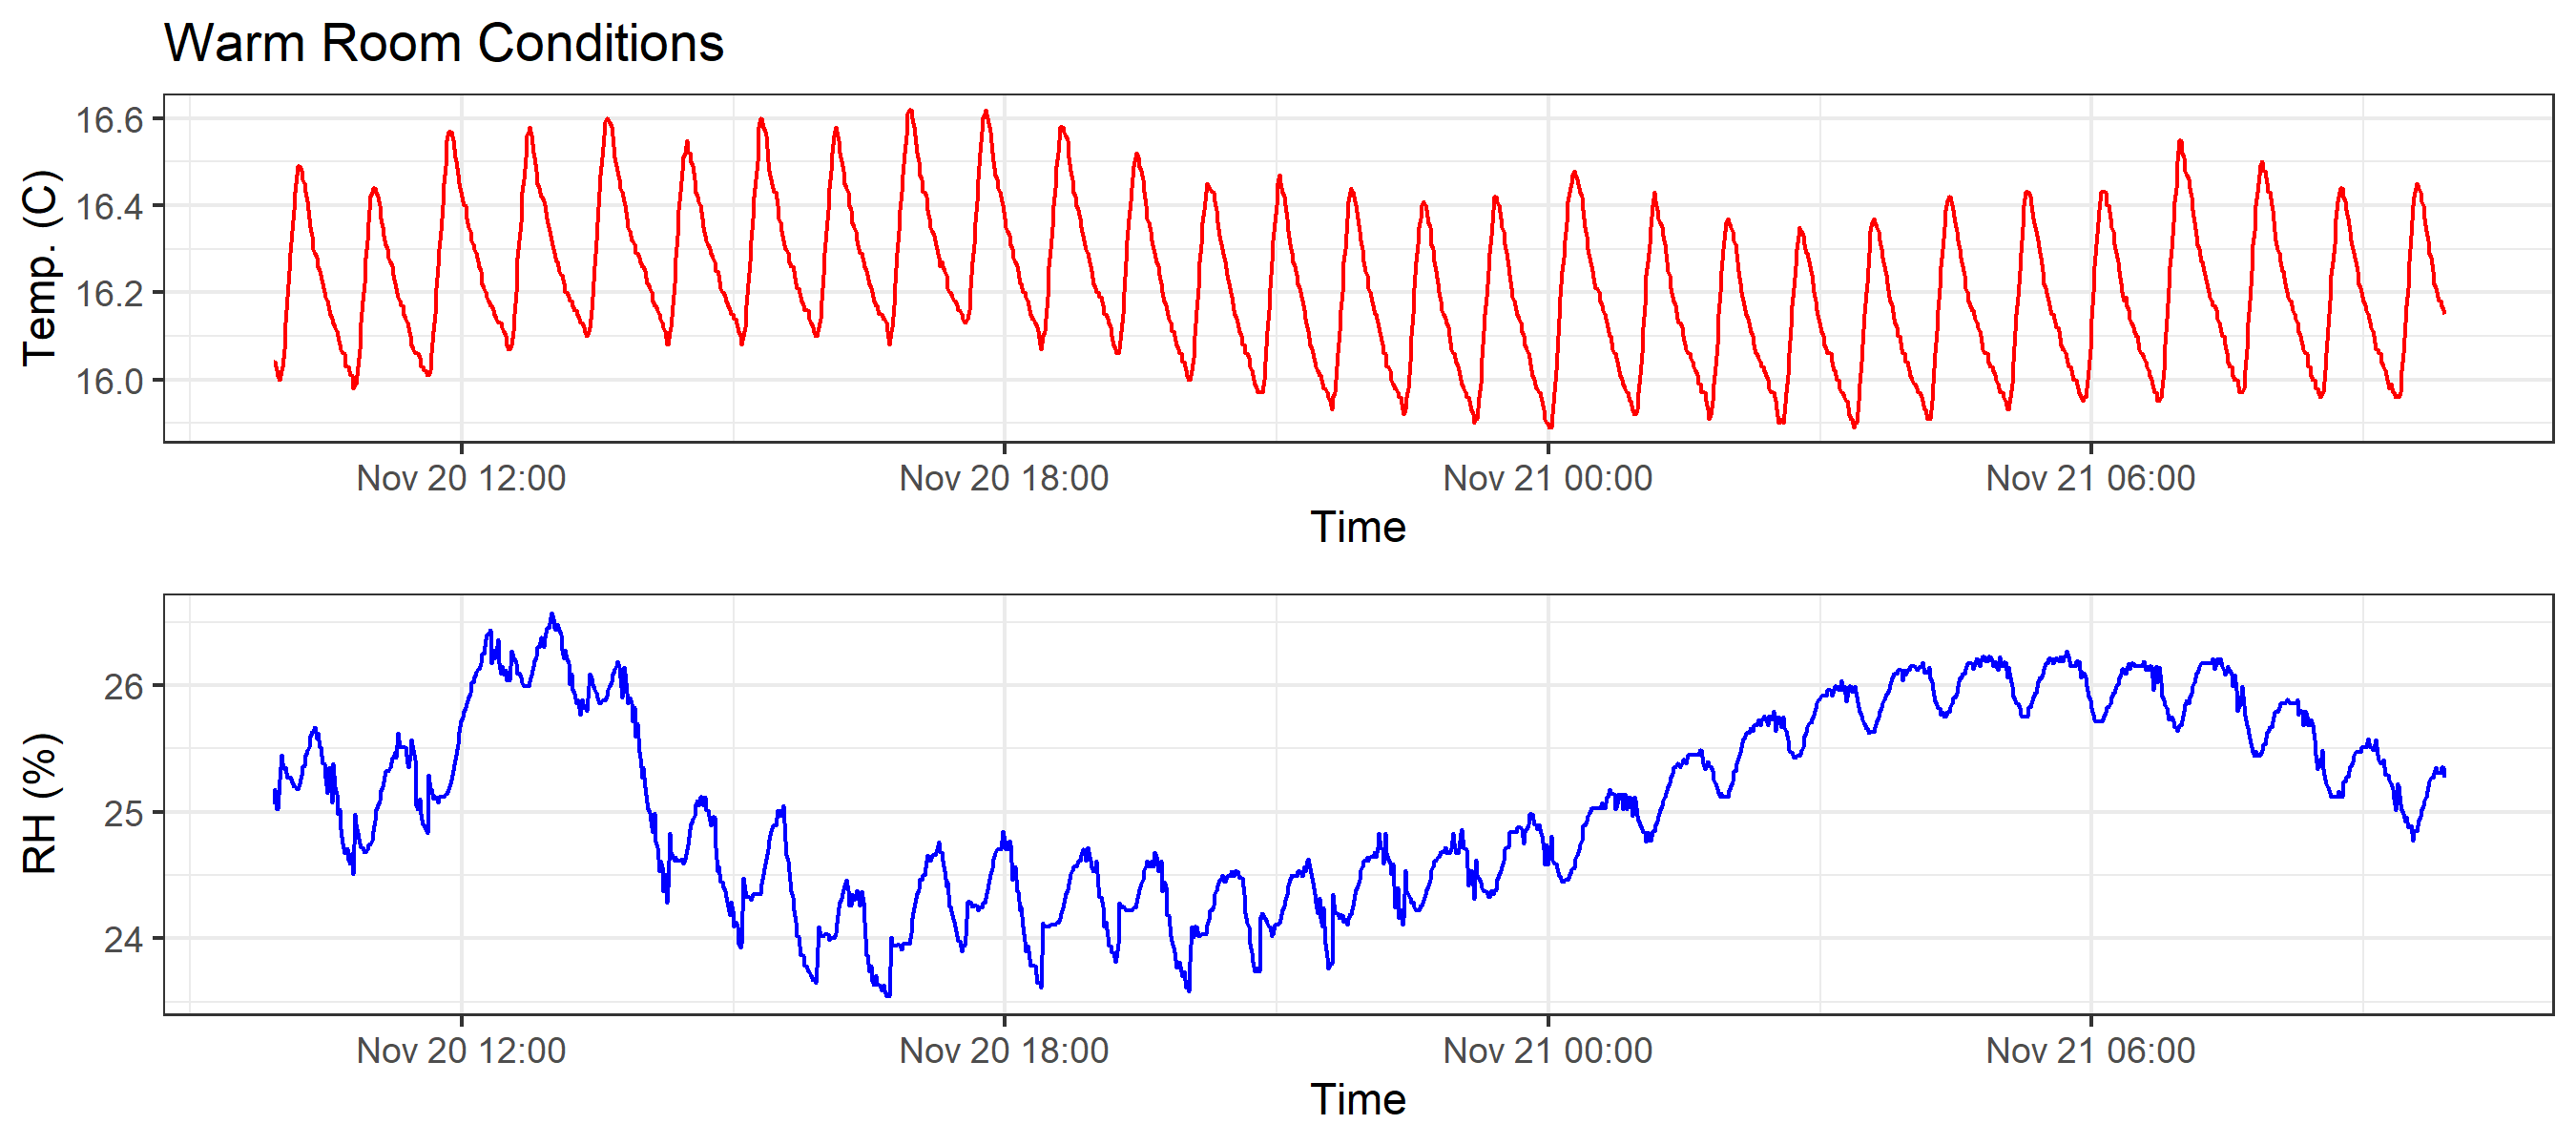 Warm Room Conditions
Temp. (C)
16.6
16.4
16.2
16.0
Nov 20 12:00 Nov 20 18:00 Nov 21 00:00 Nov 21 06:00
Time
RH (%)
26
25
24
Nov 20 12:00 Nov 20 18:00 Nov 21 00:00 Nov 21 06:00
Time